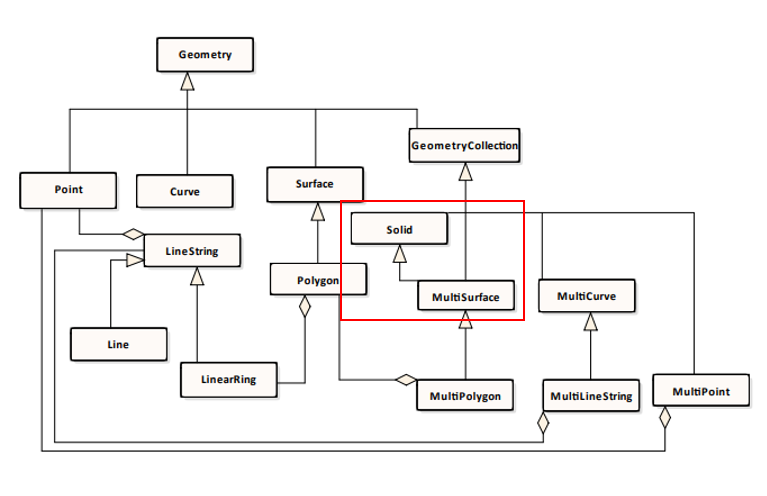 Geometry
GeometryCollection
Point
Curve
Surface
Solid
LineString
Polygon
MultiSurface
MultiCurve
Line
LinearRing
MultiPolygon
MultiLineString
MultiPoint